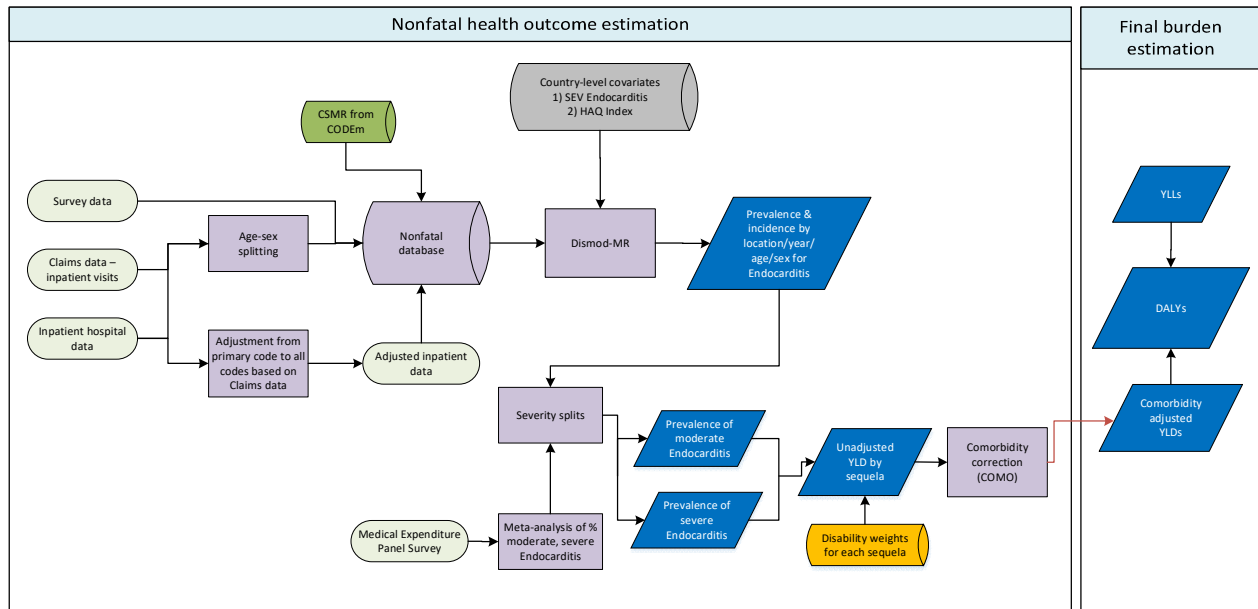 Nonfatal health outcome estimation
Final burden
estimation
Country-level covariates
1) SEV Endocarditis
2) HAQ Index
CSMR from
CODEm
Survey data
Age-sex
splitting
Nonfatal
database
Dismod-MR
Prevalence &
incidence by
location/year/
age/sex for
Endocarditis
YLLs
Claims data –
inpatient visits
Inpatient hospital
data
Adjustment from
primary code to all
codes based on
Claims data
Adjusted inpatient
data
DALYs
Severity splits
Prevalence of
moderate
Endocarditis
Unadjusted
YLD by
sequela
Comorbidity
correction
(COMO)
Comorbidity
adjusted
YLDs
Medical Expenditure
Panel Survey
Meta-analysis of %
moderate, severe
Endocarditis
Prevalence of
severe
Endocarditis
Disability weights
for each sequela